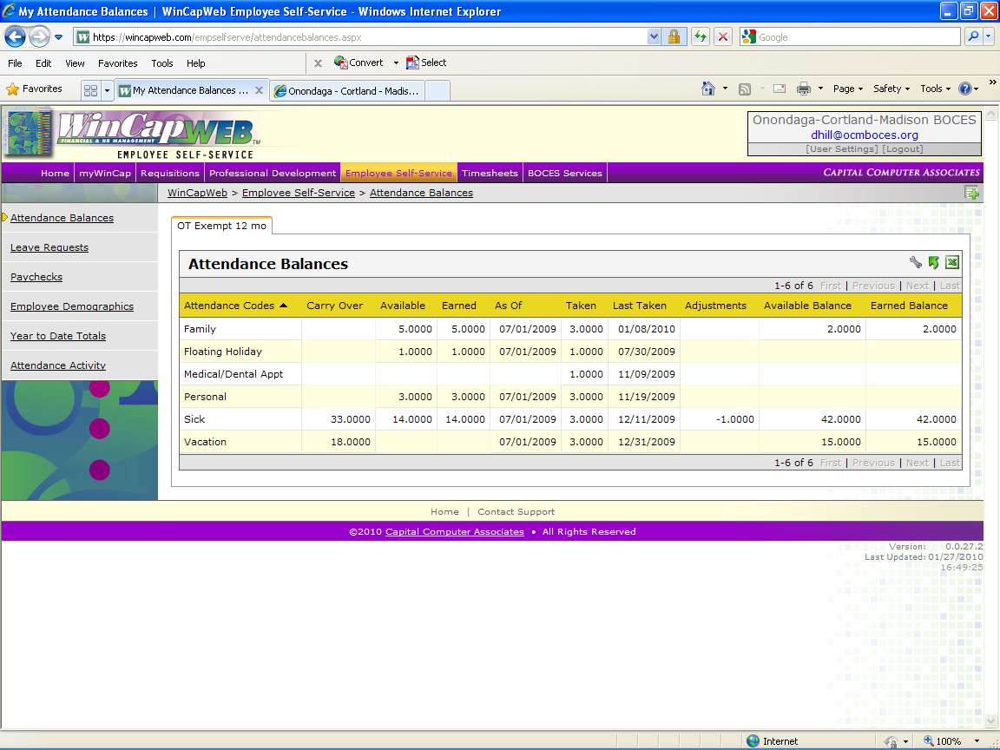 My Attendance Balances | WinCapWeb Employee Self-Service - Windows Internet Explorer
https://wincapweb.com/empselfserve/attendancebalances.aspx Google
File Edit View Favorites Tools Help x Convert Select
Favorites My Attendance Balances ... x Onondaga - Cortland - Madis... Page Safety Tools »
WinCapWEB™
FINANCIAL & HR MANAGEMENT
EMPLOYEE SELF-SERVICE
Onondaga-Cortland-Madison BOCES
dhill@ocmboces.org
[User Settings] [Logout]
Home myWinCap Requisitions Professional Development Employee Self-Service Timesheets BOCES Services CAPITAL COMPUTER ASSOCIATES
WinCapWeb > Employee Self-Service > Attendance Balances
Attendance Balances
Leave Requests
Paychecks
Employee Demographics
Year to Date Totals
Attendance Activity
OT Exempt 12 mo
Attendance Balances
1-6 of 6 First | Previous | Next | Last
Attendance Codes Carry Over Available Earned As Of Taken Last Taken Adjustments Available Balance Earned Balance
Family 5.0000 5.0000 07/01/2009 3.0000 01/08/2010 2.0000 2.0000
Floating Holiday 1.0000 1.0000 07/01/2009 1.0000 07/30/2009
Medical/Dental Appt 1.0000 11/09/2009
Personal 3.0000 3.0000 07/01/2009 3.0000 11/19/2009
Sick 33.0000 14.0000 14.0000 07/01/2009 3.0000 12/11/2009 -1.0000 42.0000 42.0000
Vacation 18.0000 07/01/2009 3.0000 12/31/2009 15.0000 15.0000
1-6 of 6 First | Previous | Next | Last
Home | Contact Support
©2010 Capital Computer Associates • All Rights Reserved
Version: 0.0.27.2
Last Updated: 01/27/2010
16:49:25
Internet 100%